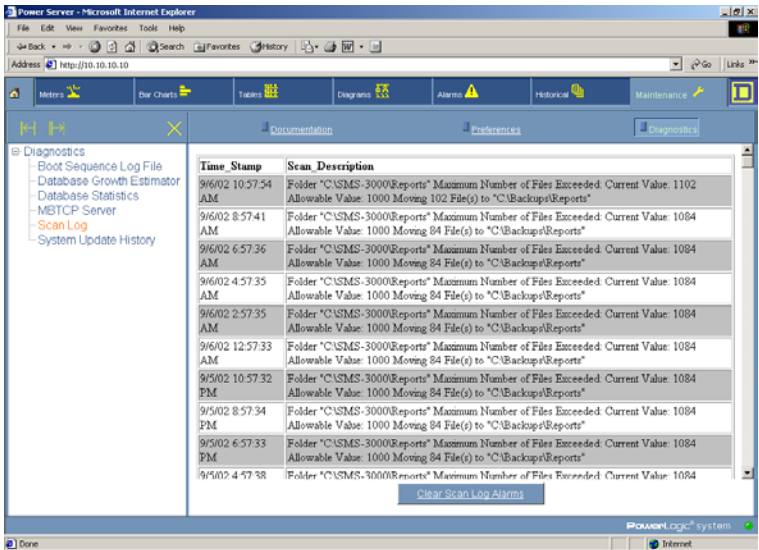 Power Server - Microsoft Internet Explorer
File Edit View Favorites Tools Help
Back Search Favorites History
Address http://10.10.10.10 Go Links »
Meters Bar Charts Tables Diagrams Alarms Historical Maintenance
Documentation Preferences Diagnostics
Diagnostics
Boot Sequence Log File
Database Growth Estimator
Database Statistics
MBTCP Server
Scan Log
System Update History
Time_Stamp Scan_Description
9/6/02 10:57:54 Folder "C:\SMS-3000\Reports" Maximum Number of Files Exceeded: Current Value: 1102
AM Allowable Value: 1000 Moving 102 File(s) to "C:\Backups\Reports"
9/6/02 8:57:41 Folder "C:\SMS-3000\Reports" Maximum Number of Files Exceeded: Current Value: 1084
AM Allowable Value: 1000 Moving 84 File(s) to "C:\Backups\Reports"
9/6/02 6:57:36 Folder "C:\SMS-3000\Reports" Maximum Number of Files Exceeded: Current Value: 1084
AM Allowable Value: 1000 Moving 84 File(s) to "C:\Backups\Reports"
9/6/02 4:57:35 Folder "C:\SMS-3000\Reports" Maximum Number of Files Exceeded: Current Value: 1084
AM Allowable Value: 1000 Moving 84 File(s) to "C:\Backups\Reports"
9/6/02 2:57:35 Folder "C:\SMS-3000\Reports" Maximum Number of Files Exceeded: Current Value: 1084
AM Allowable Value: 1000 Moving 84 File(s) to "C:\Backups\Reports"
9/6/02 12:57:33 Folder "C:\SMS-3000\Reports" Maximum Number of Files Exceeded: Current Value: 1084
AM Allowable Value: 1000 Moving 84 File(s) to "C:\Backups\Reports"
9/5/02 10:57:32 Folder "C:\SMS-3000\Reports" Maximum Number of Files Exceeded: Current Value: 1084
PM Allowable Value: 1000 Moving 84 File(s) to "C:\Backups\Reports"
9/5/02 8:57:34 Folder "C:\SMS-3000\Reports" Maximum Number of Files Exceeded: Current Value: 1084
PM Allowable Value: 1000 Moving 84 File(s) to "C:\Backups\Reports"
9/5/02 6:57:33 Folder "C:\SMS-3000\Reports" Maximum Number of Files Exceeded: Current Value: 1084
PM Allowable Value: 1000 Moving 84 File(s) to "C:\Backups\Reports"
9/5/02 4:57:38 Folder "C:\SMS-3000\Reports" Maximum Number of Files Exceeded: Current Value: 1084
Clear Scan Log Alarms
PowerLogic® system
Done Internet